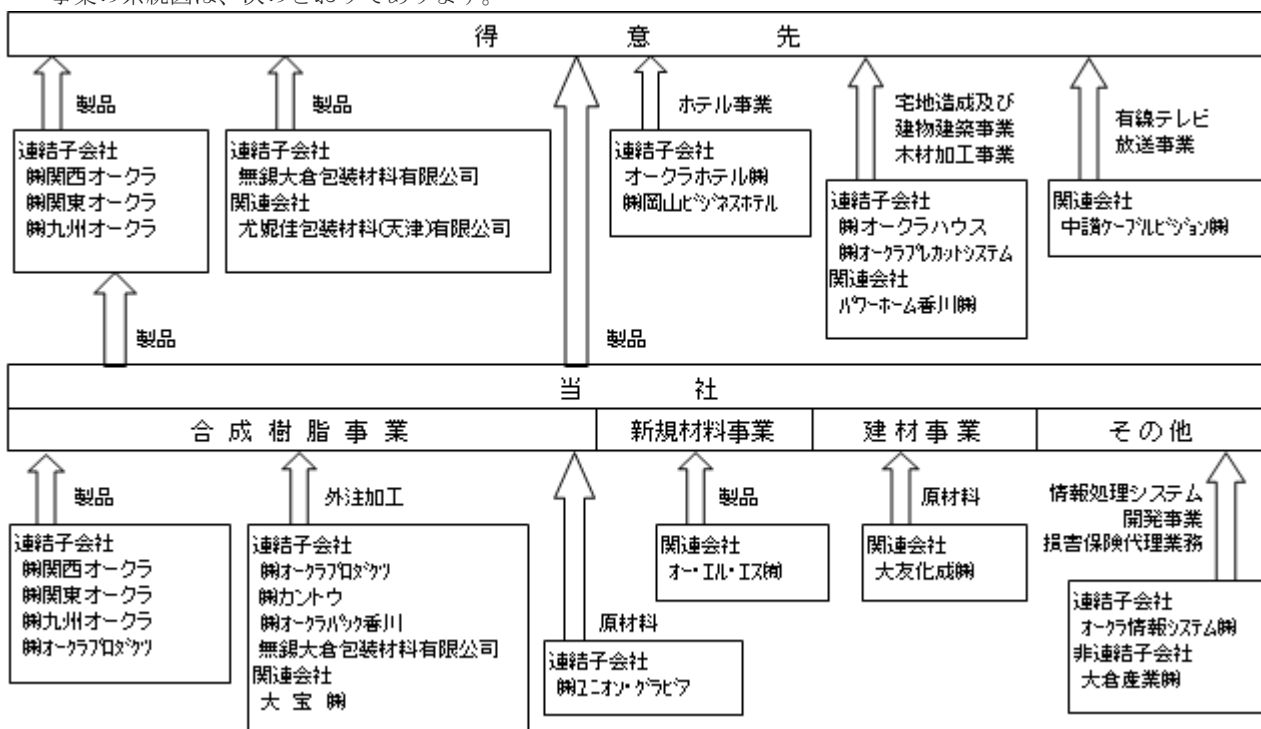 事業の系統図は、次のとおりであります。
得意先
製品
製品
ホテル事業
宅地造成及び
建物建築事業
木材加工事業
有線テレビ
放送事業
連結子会社
㈱関西オークラ
㈱関東オークラ
㈱九州オークラ
連結子会社
無錫大倉包装材料有限公司
関連会社
尤妮佳包装材料(天津)有限公司
連結子会社
オークラホテル㈱
㈱岡山ビジネスホテル
連結子会社
㈱オークラハウス
㈱オークラプレカットシステム
関連会社
パワーホーム香川㈱
関連会社
中讃ケーブルビジョン㈱
製品
製品
当社
合成樹脂事業
新規材料事業
建材事業
その他
製品
外注加工
原材料
製品
原材料
情報処理システム
開発事業
損害保険代理業務
連結子会社
㈱関西オークラ
㈱関東オークラ
㈱九州オークラ
㈱オークラプロダクツ
連結子会社
㈱オークラプロダクツ
㈱カントウ
㈱オークラパック香川
無錫大倉包装材料有限公司
関連会社
大宝㈱
連結子会社
㈱ユニオン・グラビア
関連会社
オー・エル・エス㈲
関連会社
大友化成㈱
連結子会社
オークラ情報システム㈱
非連結子会社
大倉産業㈱